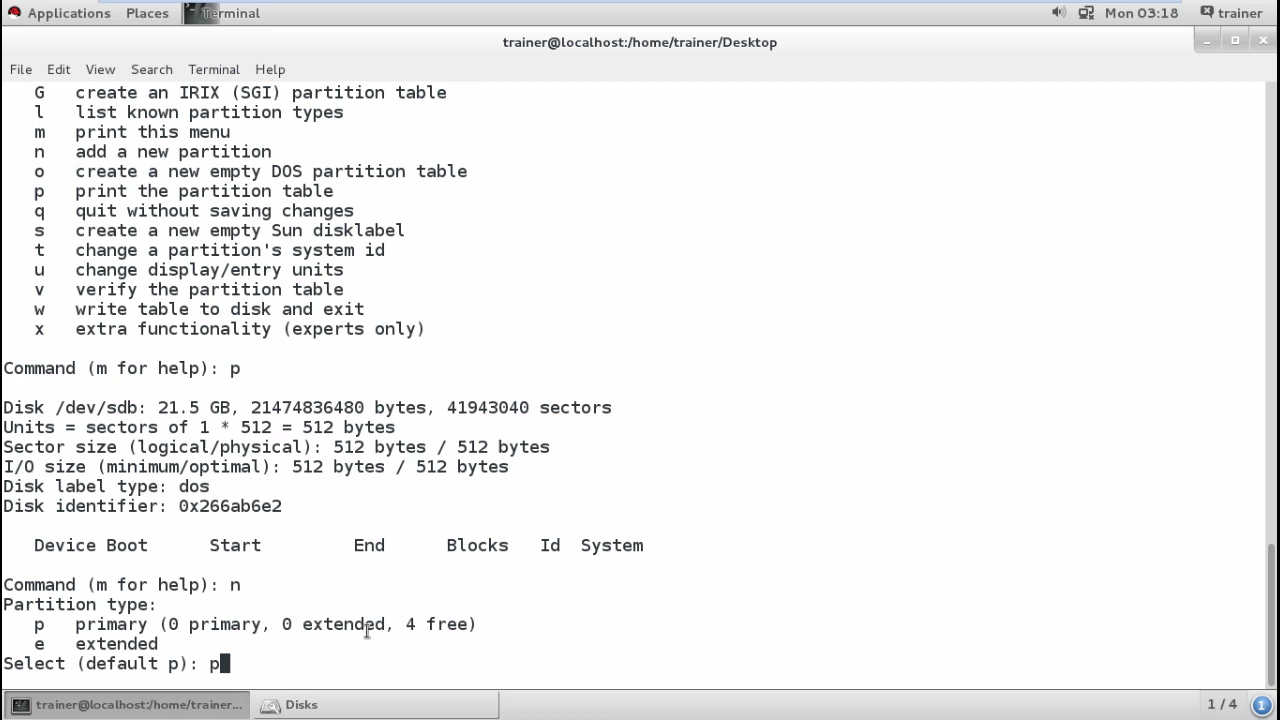 Applications Places Terminal Mon 03:18 trainer
trainer@localhost:/home/trainer/Desktop
File Edit View Search Terminal Help
G create an IRIX (SGI) partition table
l list known partition types
m print this menu
n add a new partition
o create a new empty DOS partition table
p print the partition table
q quit without saving changes
s create a new empty Sun disklabel
t change a partition's system id
u change display/entry units
v verify the partition table
w write table to disk and exit
x extra functionality (experts only)
Command (m for help): p
Disk /dev/sdb: 21.5 GB, 21474836480 bytes, 41943040 sectors
Units = sectors of 1 * 512 = 512 bytes
Sector size (logical/physical): 512 bytes / 512 bytes
I/O size (minimum/optimal): 512 bytes / 512 bytes
Disk label type: dos
Disk identifier: 0x266ab6e2
Device Boot Start End Blocks Id System
Command (m for help): n
Partition type:
p primary (0 primary, 0 extended, 4 free)
e extended
Select (default p): p
trainer@localhost:/home/trainer... Disks 1 / 4 1